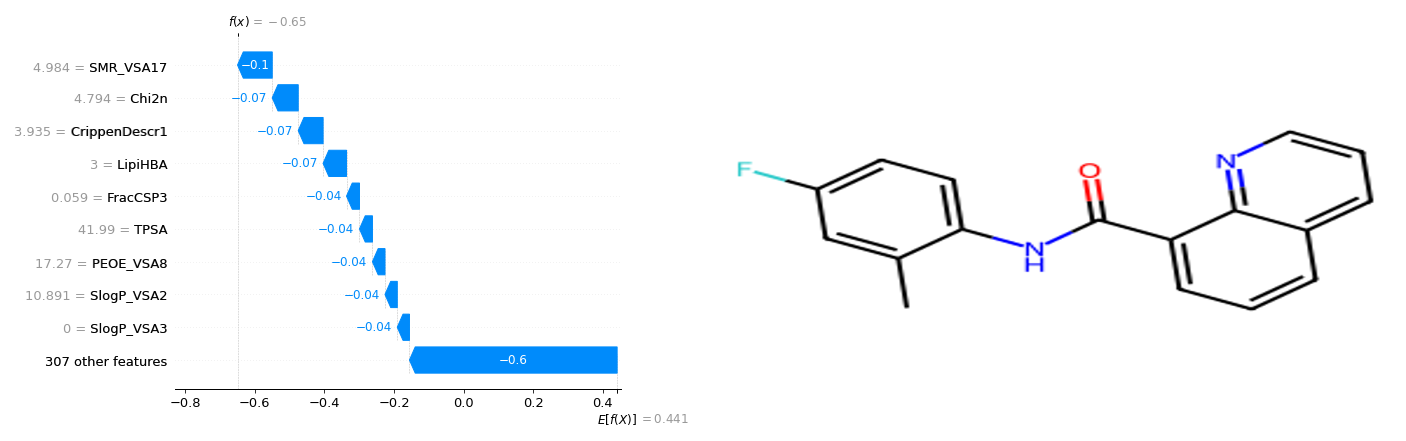 f(x) = −0.65
4.984 = SMR_VSA17
−0.1
4.794 = Chi2n
−0.07
3.935 = CrippenDescr1
−0.07
3 = LipiHBA
−0.07
0.059 = FracCSP3
−0.04
41.99 = TPSA
−0.04
17.27 = PEOE_VSA8
−0.04
10.891 = SlogP_VSA2
−0.04
0 = SlogP_VSA3
−0.04
307 other features
−0.6
−0.8 −0.6 −0.4 −0.2 0.0 0.2 0.4
E[f(X)] = 0.441
F
N
H
O
N